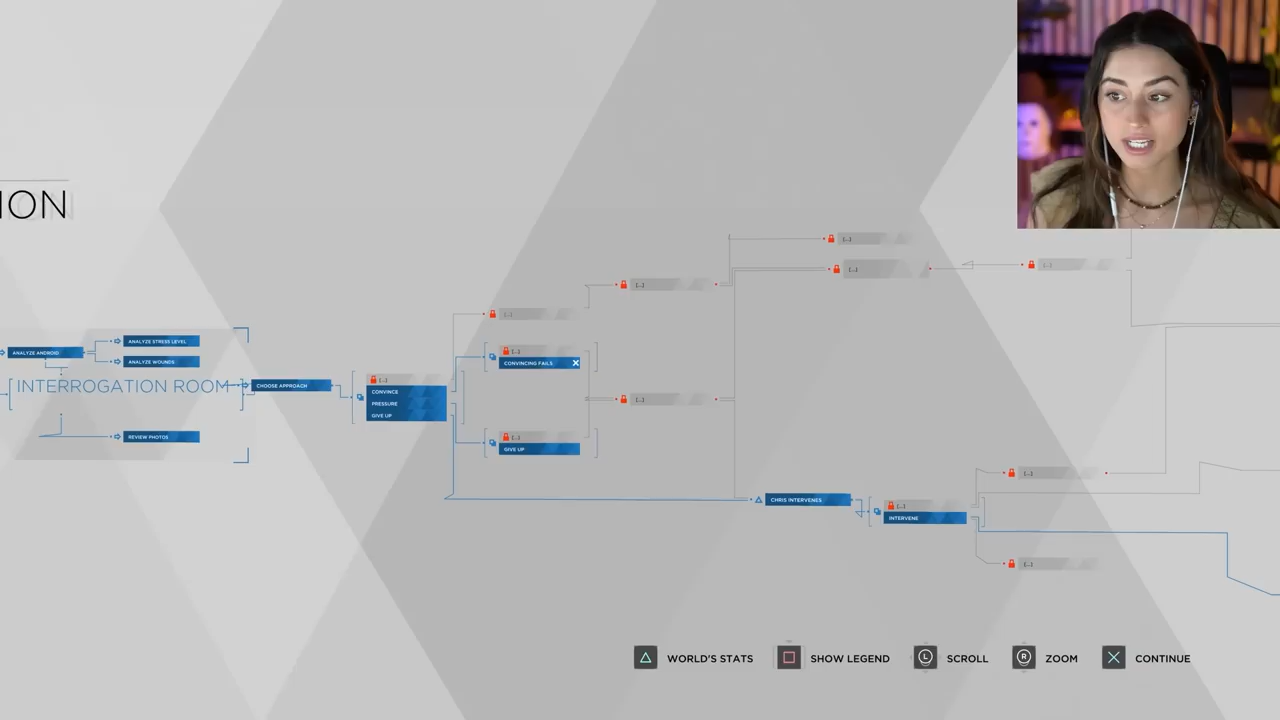 ION
ANALYZE ANDROID
ANALYZE STRESS LEVEL
ANALYZE WOUNDS
INTERROGATION ROOM
REVIEW PHOTOS
CHOOSE APPROACH
[...]
CONVINCE
PRESSURE
GIVE UP
[...]
[...]
CONVINCING FAILS
[...]
GIVE UP
[...]
[...]
[...]
[...]
[...]
CHRIS INTERVENES
[...]
INTERVENE
[...]
[...]
WORLD'S STATS
SHOW LEGEND
L
SCROLL
R
ZOOM
CONTINUE